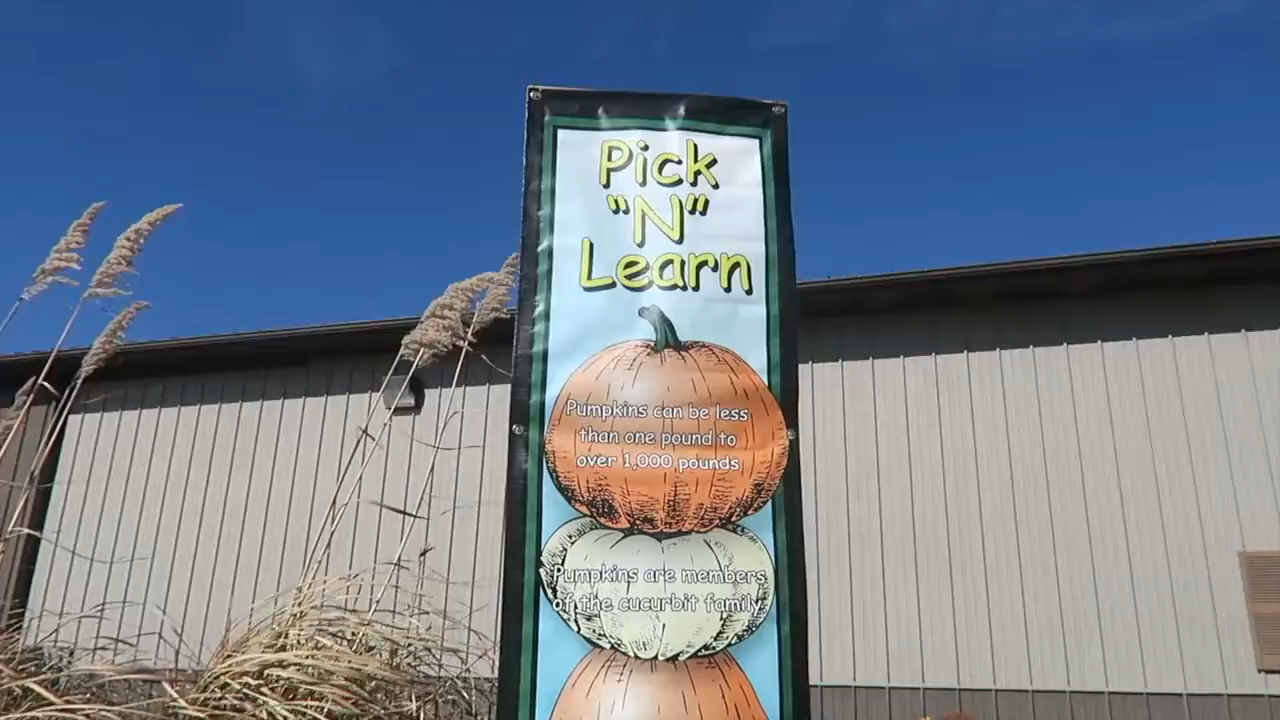 Pick
"N"
Learn
Pumpkins can be less
than one pound to
over 1,000 pounds
Pumpkins are members
of the cucurbit family